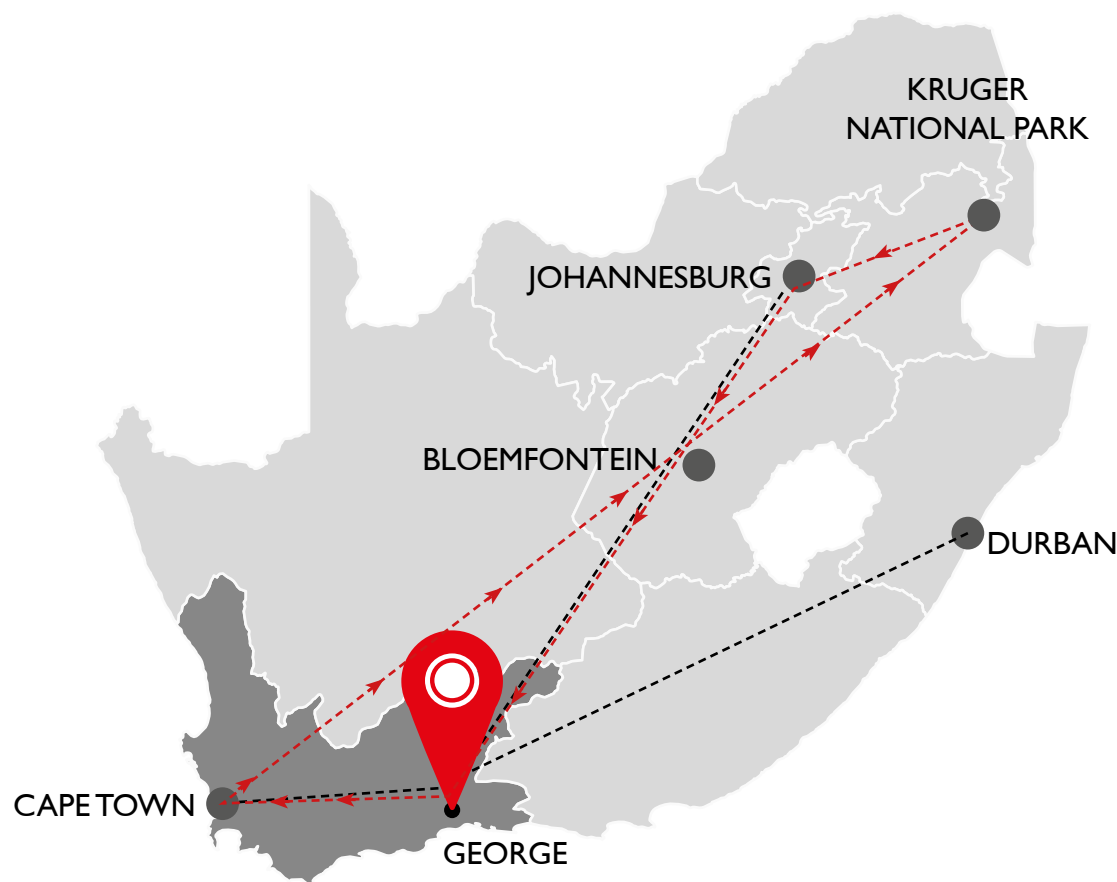 KRUGER
NATIONAL PARK
JOHANNESBURG
BLOEMFONTEIN
DURBAN
CAPE TOWN
GEORGE